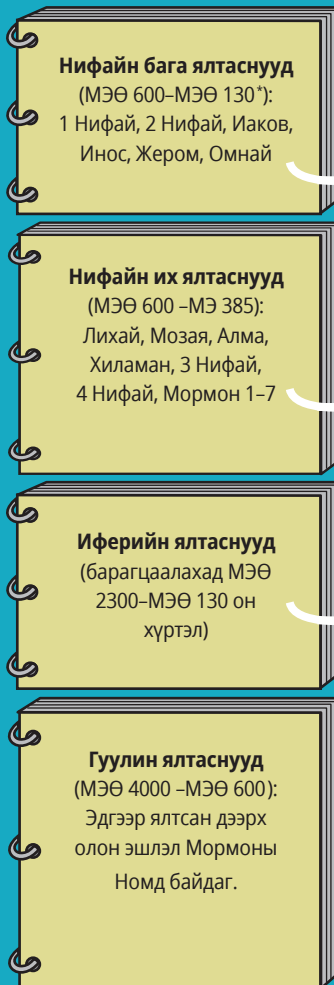 Нифайн бага ялтаснууд
(МЭӨ 600–МЭӨ 130*):
1 Нифай, 2 Нифай, Иаков,
Инос, Жером, Омнай
Нифайн их ялтаснууд
(МЭӨ 600 –МЭ 385):
Лихай, Мозая, Алма,
Хиламан, 3 Нифай,
4 Нифай, Мормон 1–7
Иферийн ялтаснууд
(барагцаалахад МЭӨ
2300–МЭӨ 130 он
хүртэл)
Гуулин ялтаснууд
(МЭӨ 4000 –МЭӨ 600):
Эдгээр ялтсан дээрх
олон эшлэл Мормоны
Номд байдаг.